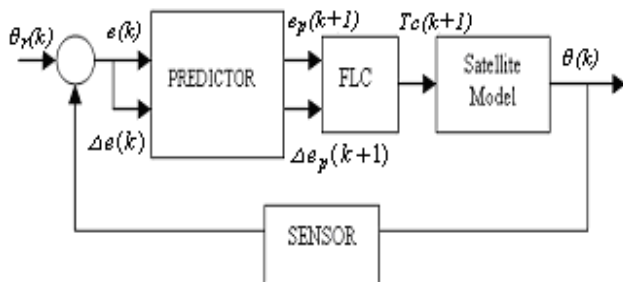 θr(k)
e(k)
Δe(k)
PREDICTOR
ep(k+1)
Δep(k+1)
FLC
Tc(k+1)
Satellite
Model
θ(k)
SENSOR